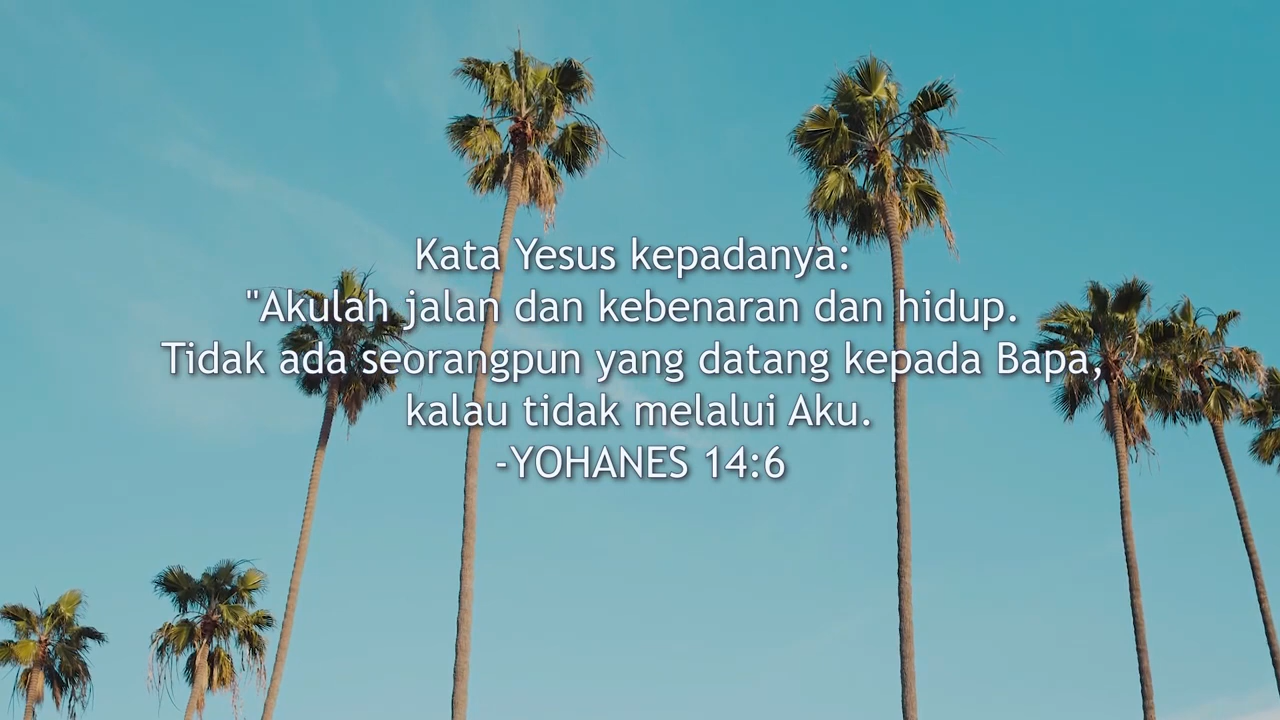 Kata Yesus kepadanya:
"Akulah jalan dan kebenaran dan hidup.
Tidak ada seorangpun yang datang kepada Bapa,
kalau tidak melalui Aku.
-YOHANES 14:6